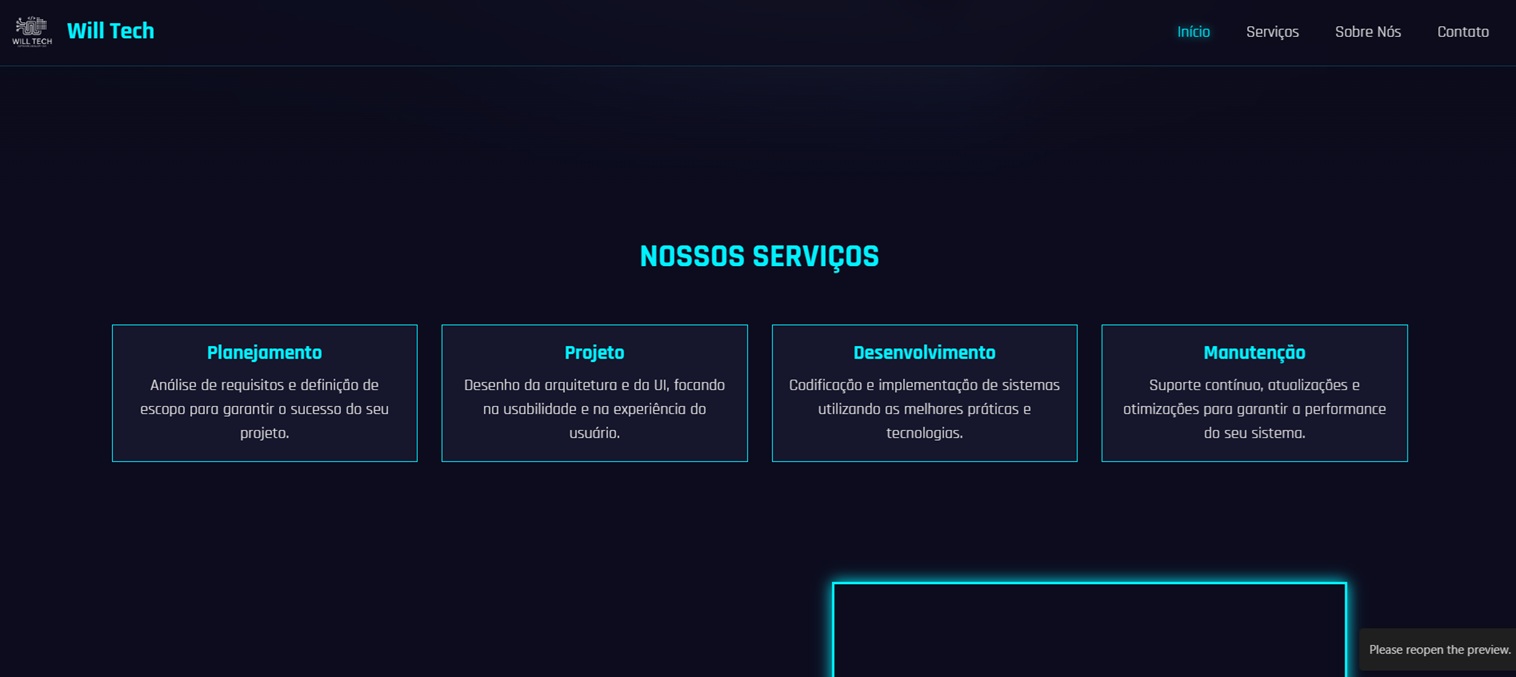 WILL TECH
Will Tech
Início
Serviços
Sobre Nós
Contato
NOSSOS SERVIÇOS
Planejamento
Análise de requisitos e definição de
escopo para garantir o sucesso do seu
projeto.
Projeto
Desenho da arquitetura e da UI, focando
na usabilidade e na experiência do
usuário.
Desenvolvimento
Codificação e implementação de sistemas
utilizando as melhores práticas e
tecnologias.
Manutenção
Suporte contínuo, atualizações e
otimizações para garantir a performance
do seu sistema.
Please reopen the preview.